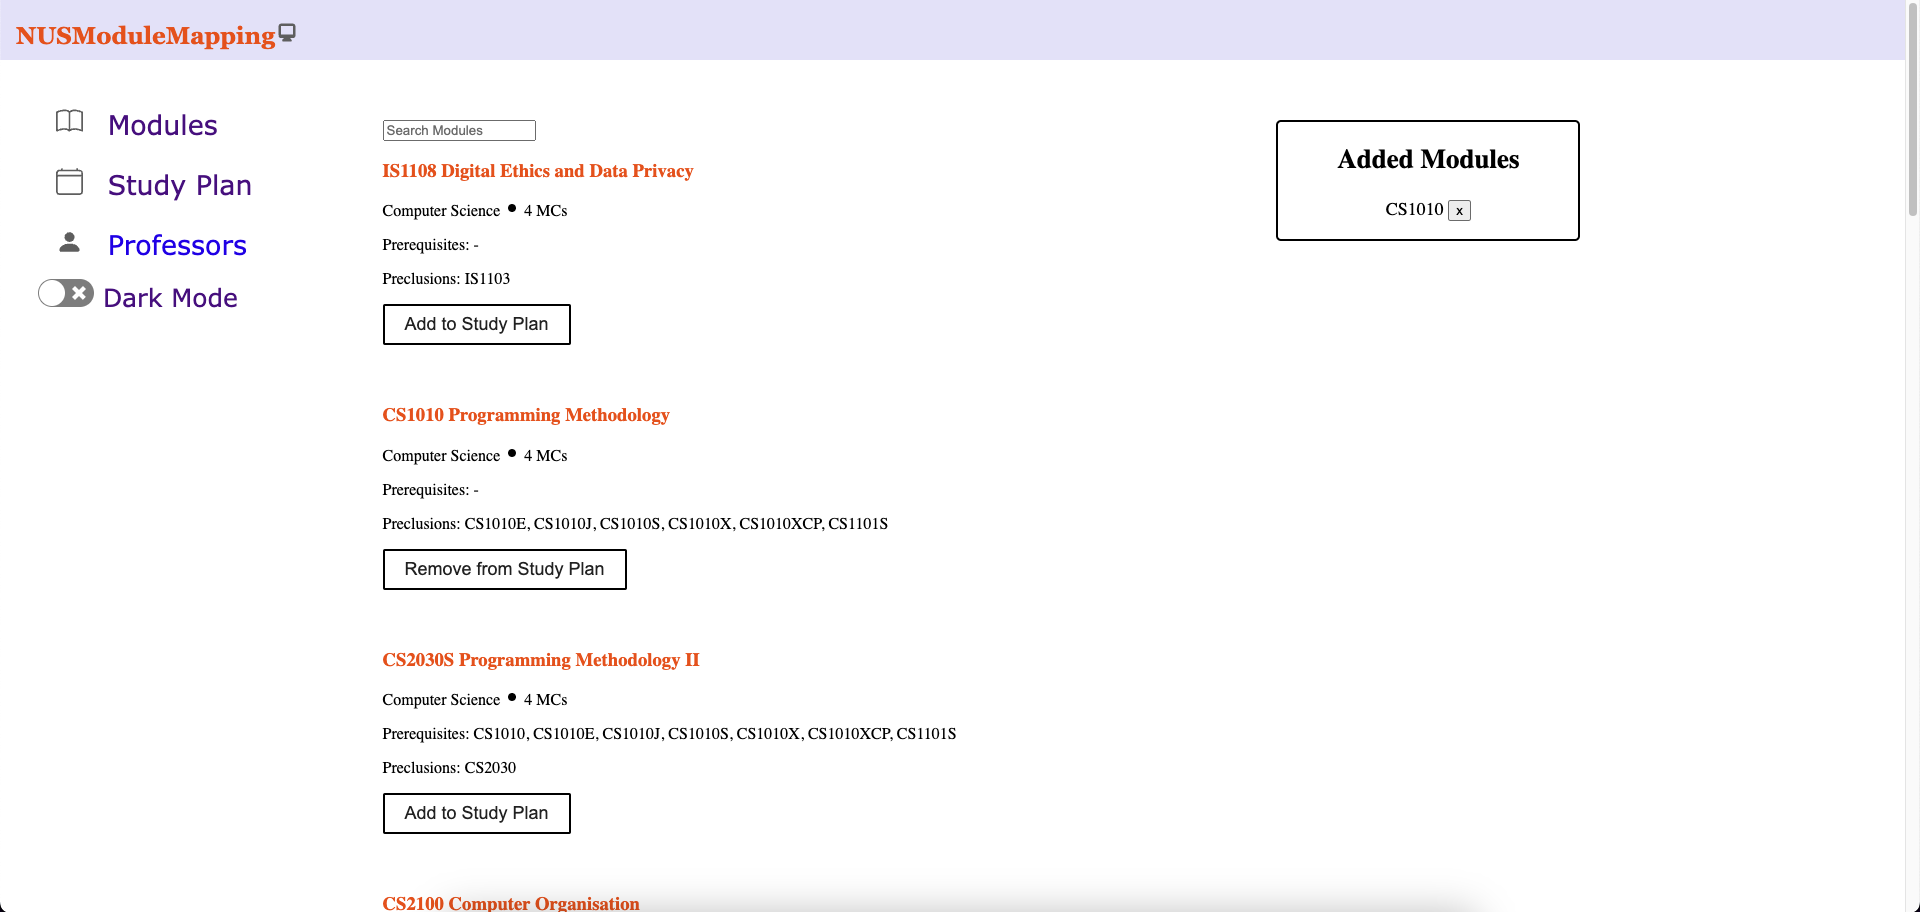 NUSModuleMapping
Modules
Study Plan
Professors
Dark Mode
Search Modules
IS1108 Digital Ethics and Data Privacy
Computer Science • 4 MCs
Prerequisites: -
Preclusions: IS1103
Add to Study Plan
CS1010 Programming Methodology
Computer Science • 4 MCs
Prerequisites: -
Preclusions: CS1010E, CS1010J, CS1010S, CS1010X, CS1010XCP, CS1101S
Remove from Study Plan
CS2030S Programming Methodology II
Computer Science • 4 MCs
Prerequisites: CS1010, CS1010E, CS1010J, CS1010S, CS1010X, CS1010XCP, CS1101S
Preclusions: CS2030
Add to Study Plan
CS2100 Computer Organisation
Added Modules
CS1010 x